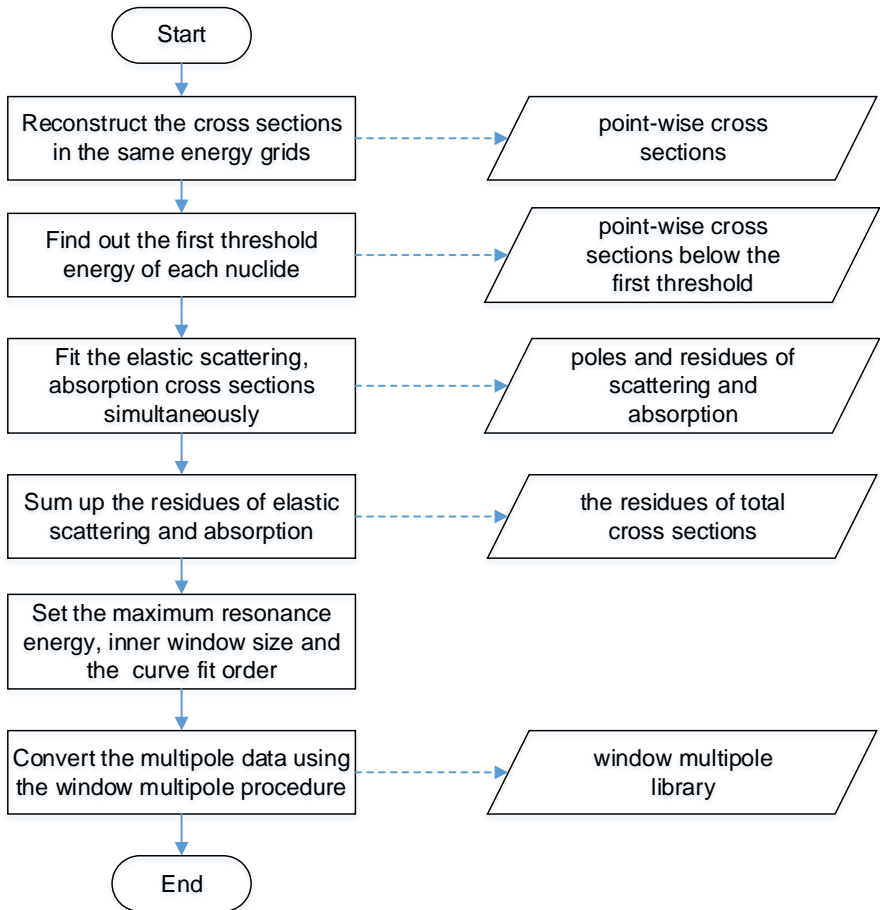 Start
Reconstruct the cross sections
in the same energy grids
point-wise cross
sections
Find out the first threshold
energy of each nuclide
point-wise cross
sections below the
first threshold
Fit the elastic scattering,
absorption cross sections
simultaneously
poles and residues of
scattering and
absorption
Sum up the residues of elastic
scattering and absorption
the residues of total
cross sections
Set the maximum resonance
energy, inner window size and
the curve fit order
Convert the multipole data using
the window multipole procedure
window multipole
library
End